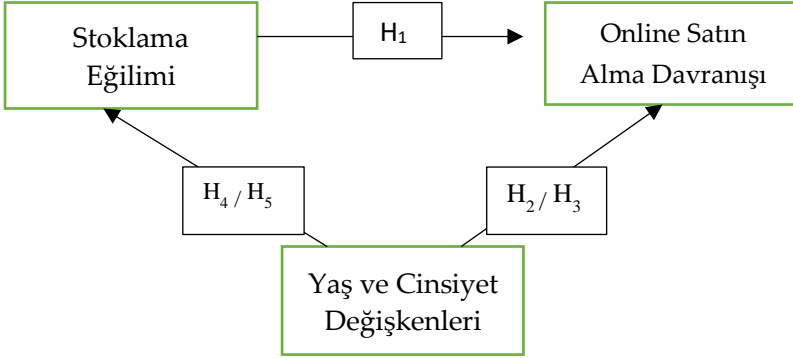 Stoklama
Eğilimi
H₁
Online Satın
Alma Davranışı
H₄ / H₅
H₂ / H₃
Yaş ve Cinsiyet
Değişkenleri